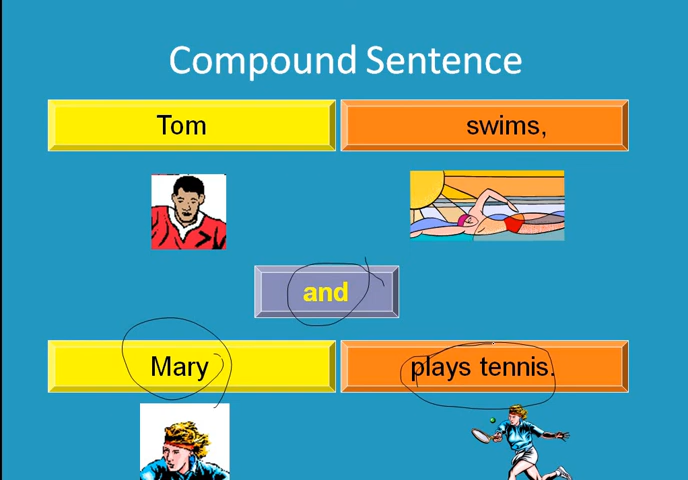 Compound Sentence
Tom swims,
and
Mary plays tennis.